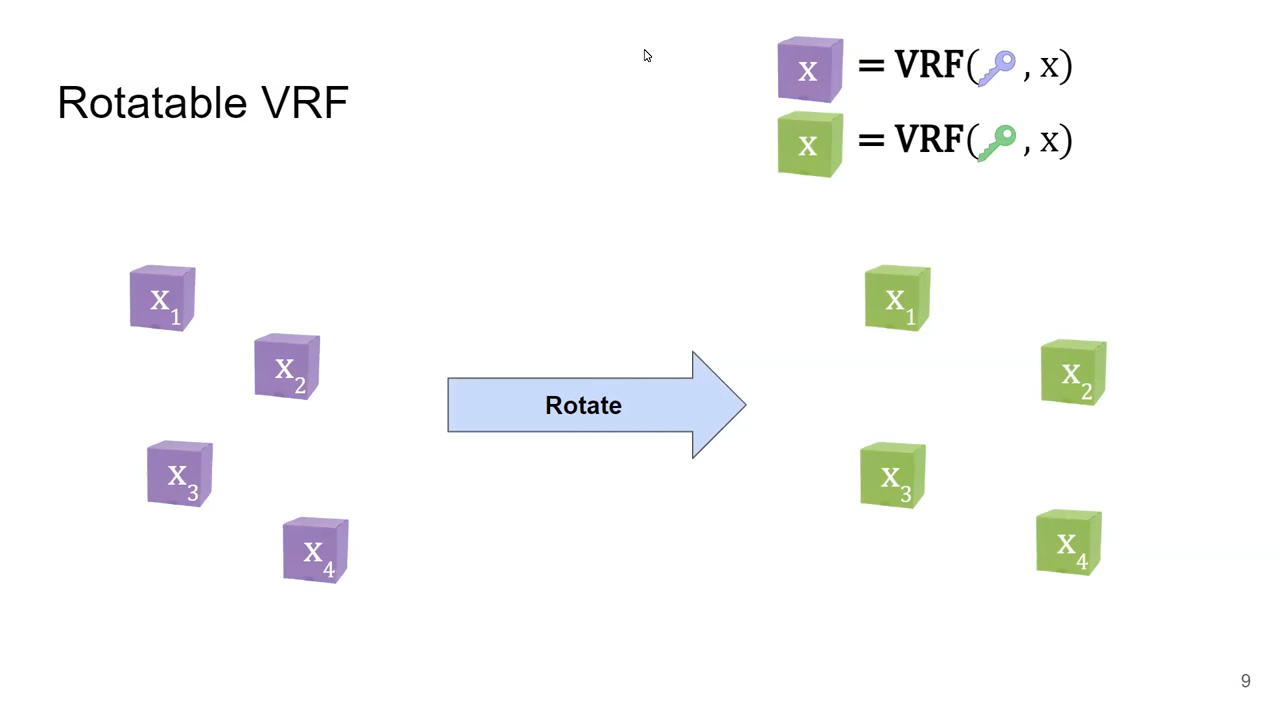 x = VRF( , x)
Rotatable VRF
x = VRF( , x)
x₁ x₁
x₂ x₂
Rotate
x₃ x₃
x₄ x₄
9